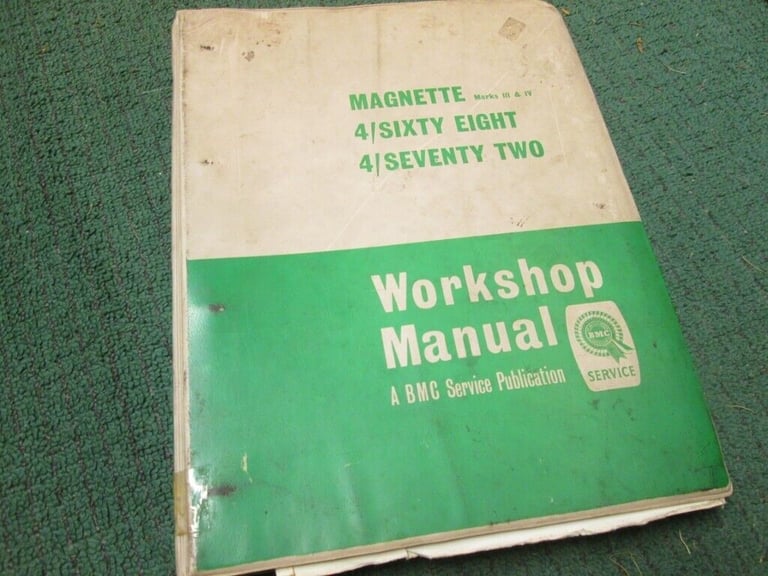 MAGNETTE Marks III & IV
4/SIXTY EIGHT
4/SEVENTY TWO
Workshop
Manual
A BMC Service Publication
BMC
SERVICE